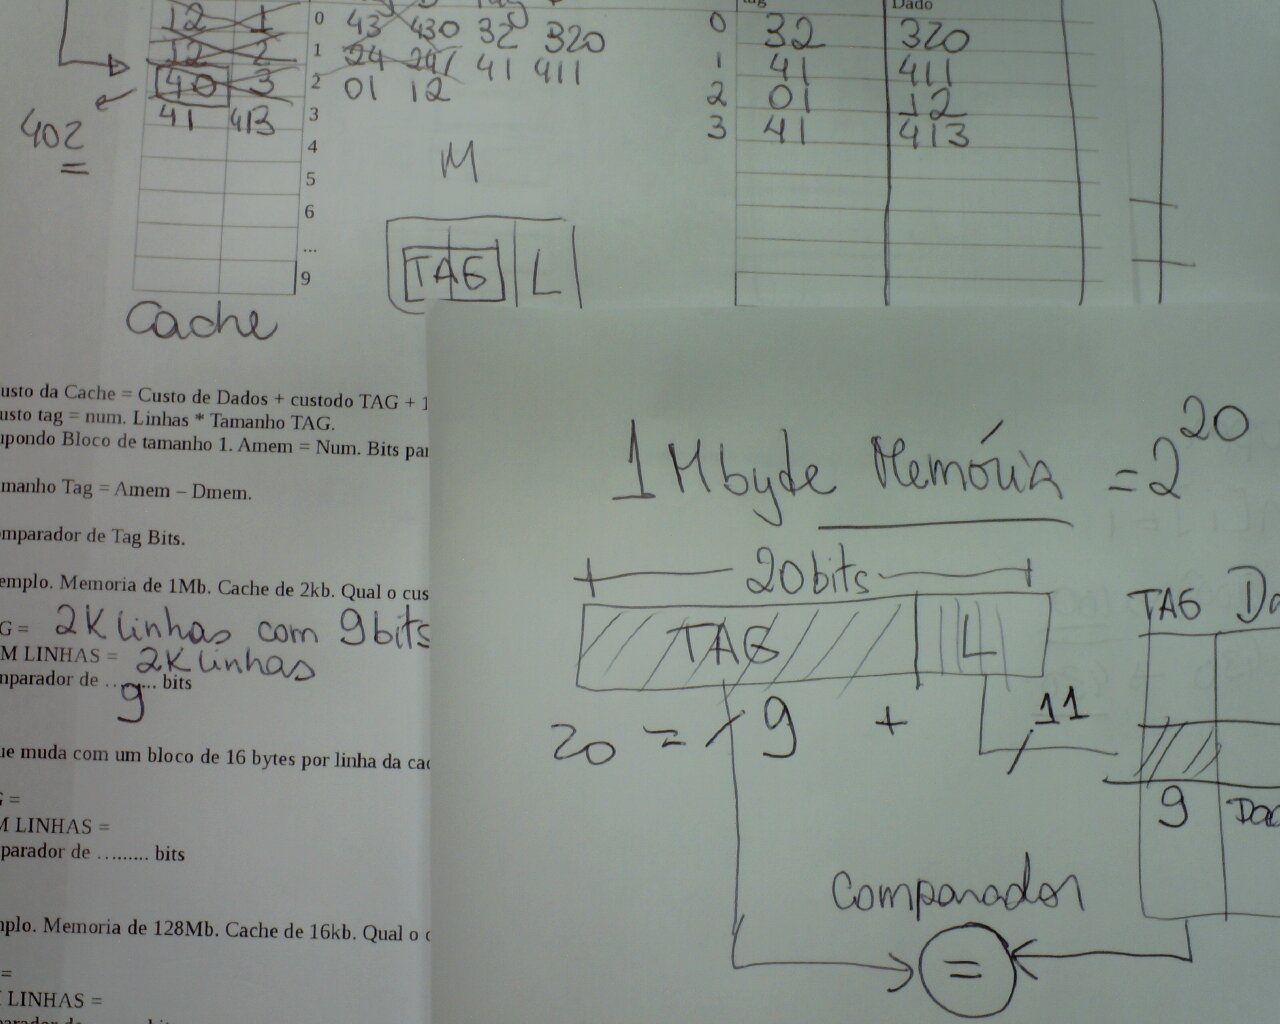 12 1 0 43 430 32 320
12 2 1 24 241 41 411
40 3 2 01 12
41 413 3
402
4
5
6
...
9
M
TAG L
Cache
tag Dado
0 32 320
1 41 411
2 01 12
3 41 413
usto da Cache = Custo de Dados + custodo TAG + 1
usto tag = num. Linhas * Tamanho TAG.
upondo Bloco de tamanho 1. Amem = Num. Bits par
manho Tag = Amem – Dmem.
omparador de Tag Bits.
emplo. Memoria de 1Mb. Cache de 2kb. Qual o cus
G = 2K linhas com 9 bits
M LINHAS = 2K linhas
mparador de ........ bits
9
ue muda com um bloco de 16 bytes por linha da cac
G =
M LINHAS =
parador de ......... bits
mplo. Memoria de 128Mb. Cache de 16kb. Qual o c
=
LINHAS =
1 Mbyte Memória = 2^20
20 bits
TAG L
20 = 9 + 11
TAG Da
9 Dad
Comparador
=